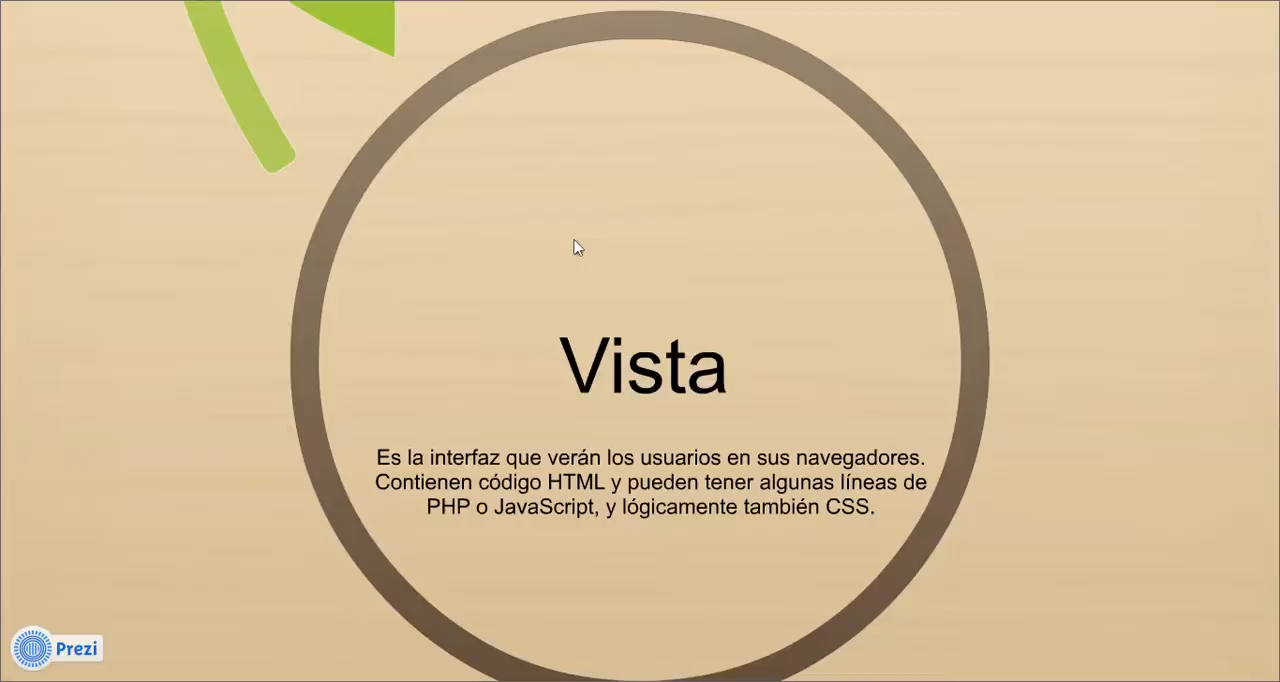 Vista
Es la interfaz que verán los usuarios en sus navegadores.
Contienen código HTML y pueden tener algunas líneas de
PHP o JavaScript, y lógicamente también CSS.
Prezi